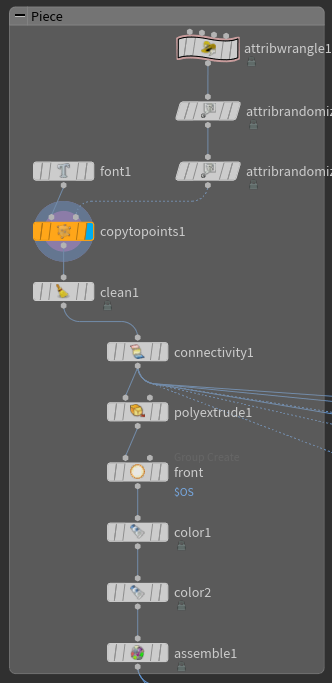 Piece
attribwrangle1
attribrandomiz
font1
attribrandomiz
copytopoints1
clean1
connectivity1
polyextrude1
Group Create
front
$OS
color1
color2
assemble1